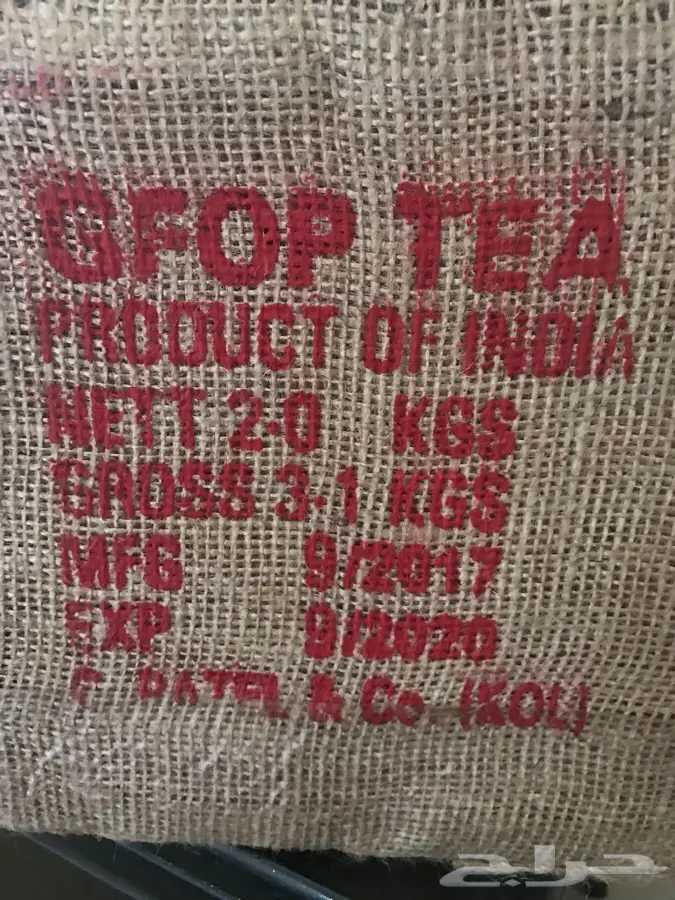 GFOP TEA
PRODUCT OF INDIA
NETT 2.0 KGS
GROSS 3.1 KGS
MFG 9/2017
EXP 9/2020
PATEL & Co. (KOL)
حراج